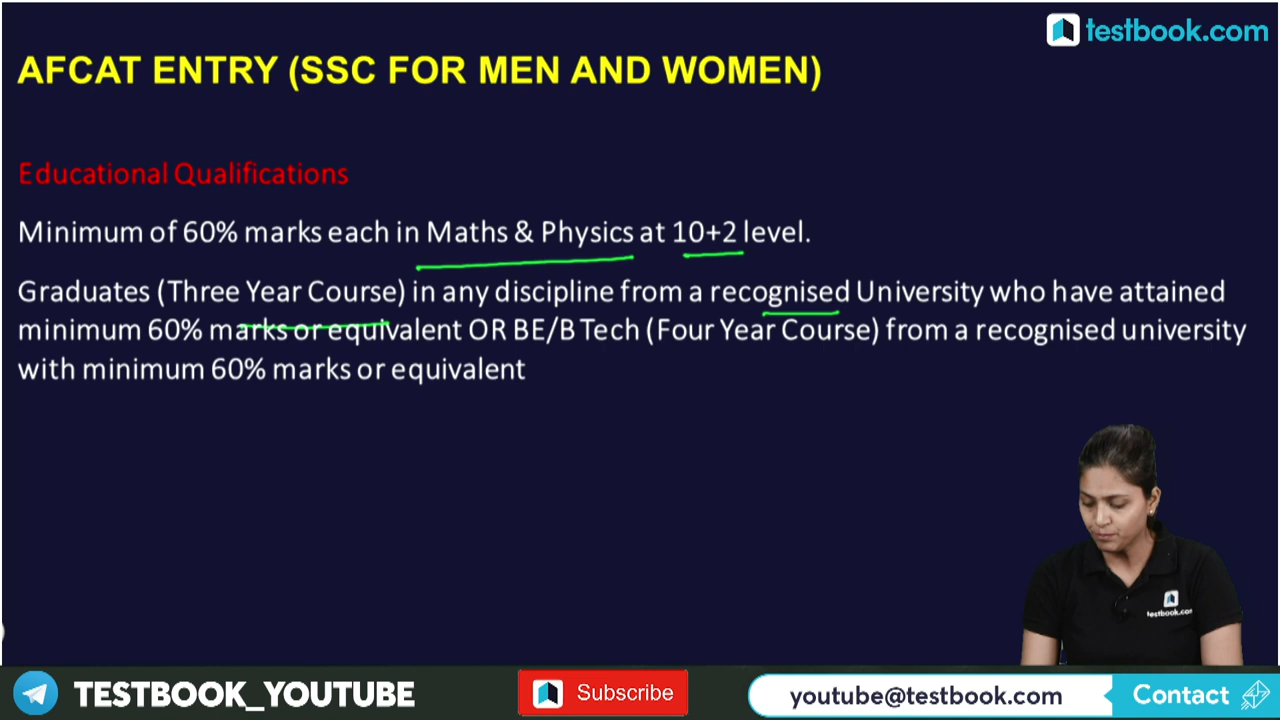 testbook.com
AFCAT ENTRY (SSC FOR MEN AND WOMEN)
Educational Qualifications
Minimum of 60% marks each in Maths & Physics at 10+2 level.
Graduates (Three Year Course) in any discipline from a recognised University who have attained
minimum 60% marks or equivalent OR BE/B Tech (Four Year Course) from a recognised university
with minimum 60% marks or equivalent
testbook.com
TESTBOOK_YOUTUBE
Subscribe
youtube@testbook.com
Contact